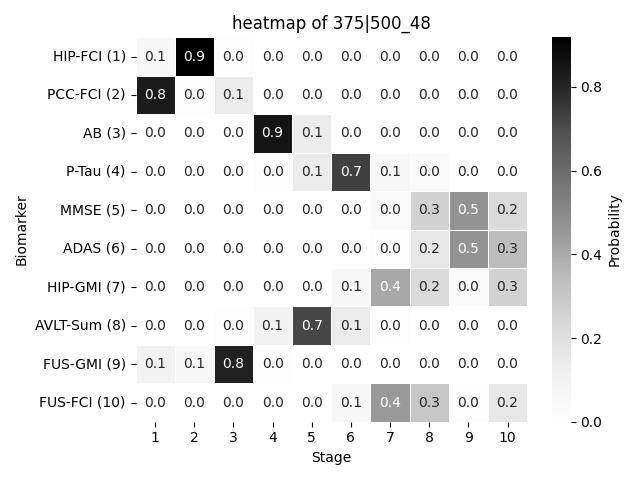 heatmap of 375|500_48
HIP-FCI (1) 0.1 0.9 0.0 0.0 0.0 0.0 0.0 0.0 0.0 0.0
PCC-FCI (2) 0.8 0.0 0.1 0.0 0.0 0.0 0.0 0.0 0.0 0.0
AB (3) 0.0 0.0 0.0 0.9 0.1 0.0 0.0 0.0 0.0 0.0
P-Tau (4) 0.0 0.0 0.0 0.0 0.1 0.7 0.1 0.0 0.0 0.0
MMSE (5) 0.0 0.0 0.0 0.0 0.0 0.0 0.0 0.3 0.5 0.2
ADAS (6) 0.0 0.0 0.0 0.0 0.0 0.0 0.0 0.2 0.5 0.3
HIP-GMI (7) 0.0 0.0 0.0 0.0 0.0 0.1 0.4 0.2 0.0 0.3
AVLT-Sum (8) 0.0 0.0 0.0 0.1 0.7 0.1 0.0 0.0 0.0 0.0
FUS-GMI (9) 0.1 0.1 0.8 0.0 0.0 0.0 0.0 0.0 0.0 0.0
FUS-FCI (10) 0.0 0.0 0.0 0.0 0.0 0.1 0.4 0.3 0.0 0.2
1 2 3 4 5 6 7 8 9 10
Stage
Biomarker
0.8
0.6
0.4
0.2
0.0
Probability